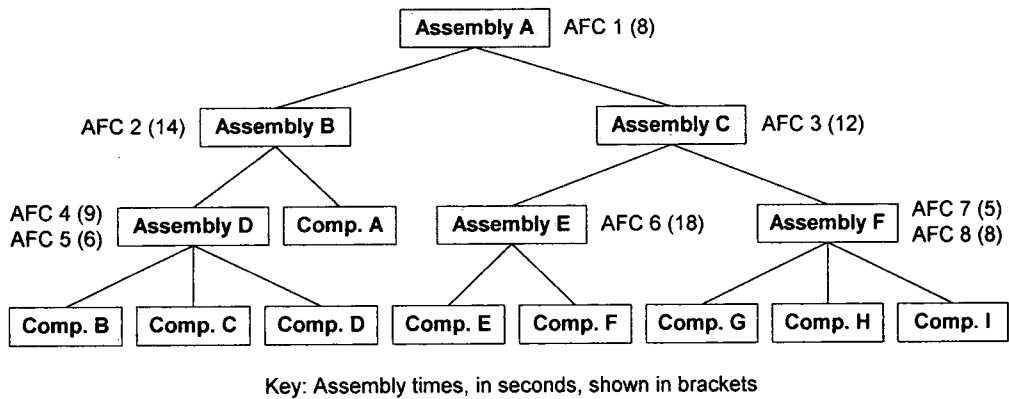 Assembly A AFC 1 (8)
AFC 2 (14) Assembly B Assembly C AFC 3 (12)
AFC 4 (9)
AFC 5 (6)
Assembly D Comp. A Assembly E AFC 6 (18) Assembly F
AFC 7 (5)
AFC 8 (8)
Comp. B Comp. C Comp. D Comp. E Comp. F Comp. G Comp. H Comp. I
Key: Assembly times, in seconds, shown in brackets